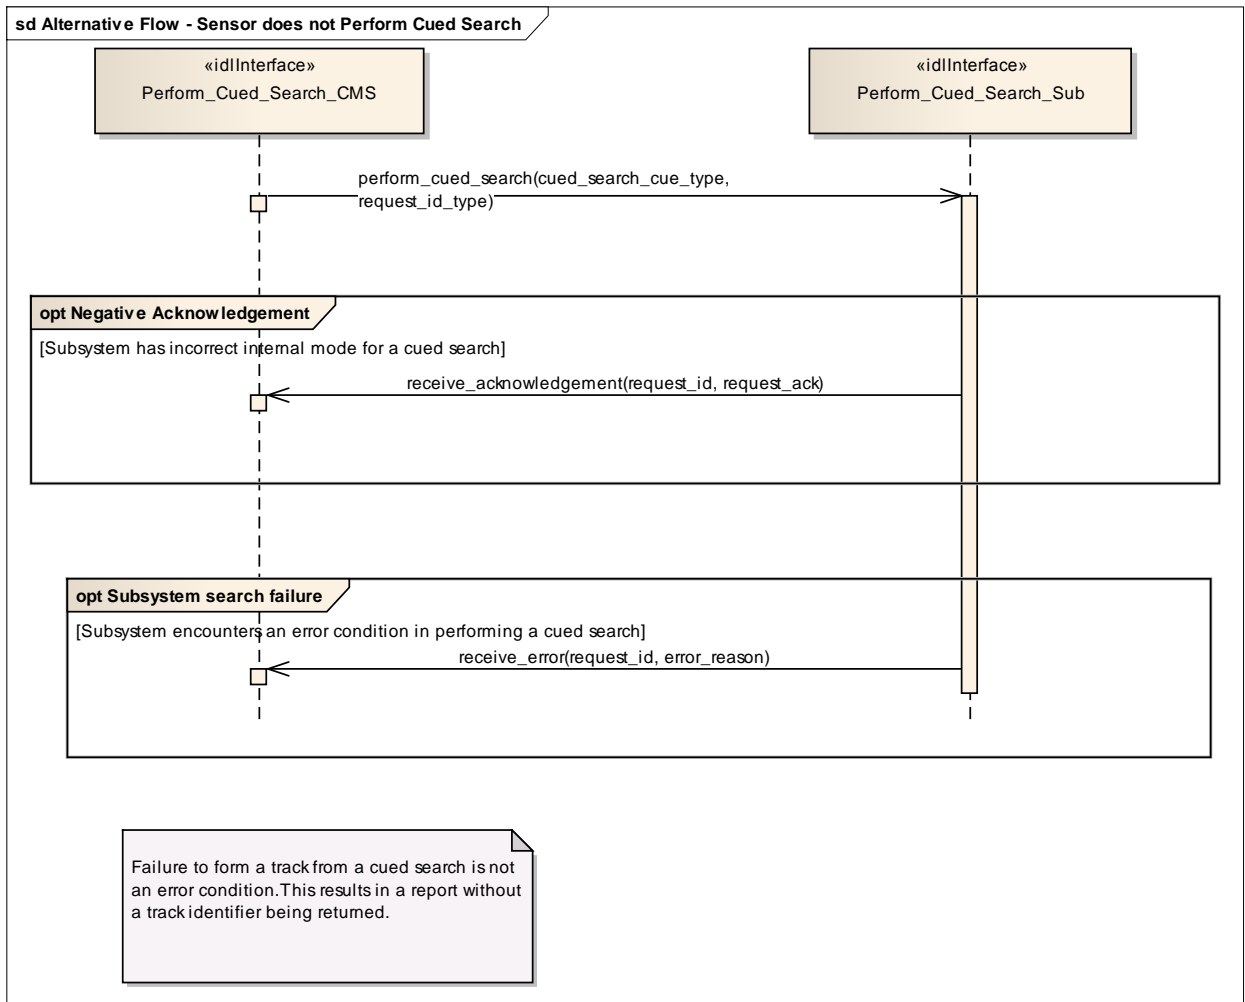 sd Alternative Flow - Sensor does not Perform Cued Search
«idlInterface»
Perform_Cued_Search_CMS
«idlInterface»
Perform_Cued_Search_Sub
perform_cued_search(cued_search_cue_type,
request_id_type)
opt Negative Acknowledgement
[Subsystem has incorrect internal mode for a cued search]
receive_acknowledgement(request_id, request_ack)
opt Subsystem search failure
[Subsystem encounters an error condition in performing a cued search]
receive_error(request_id, error_reason)
Failure to form a track from a cued search is not
an error condition.This results in a report without
a track identifier being returned.